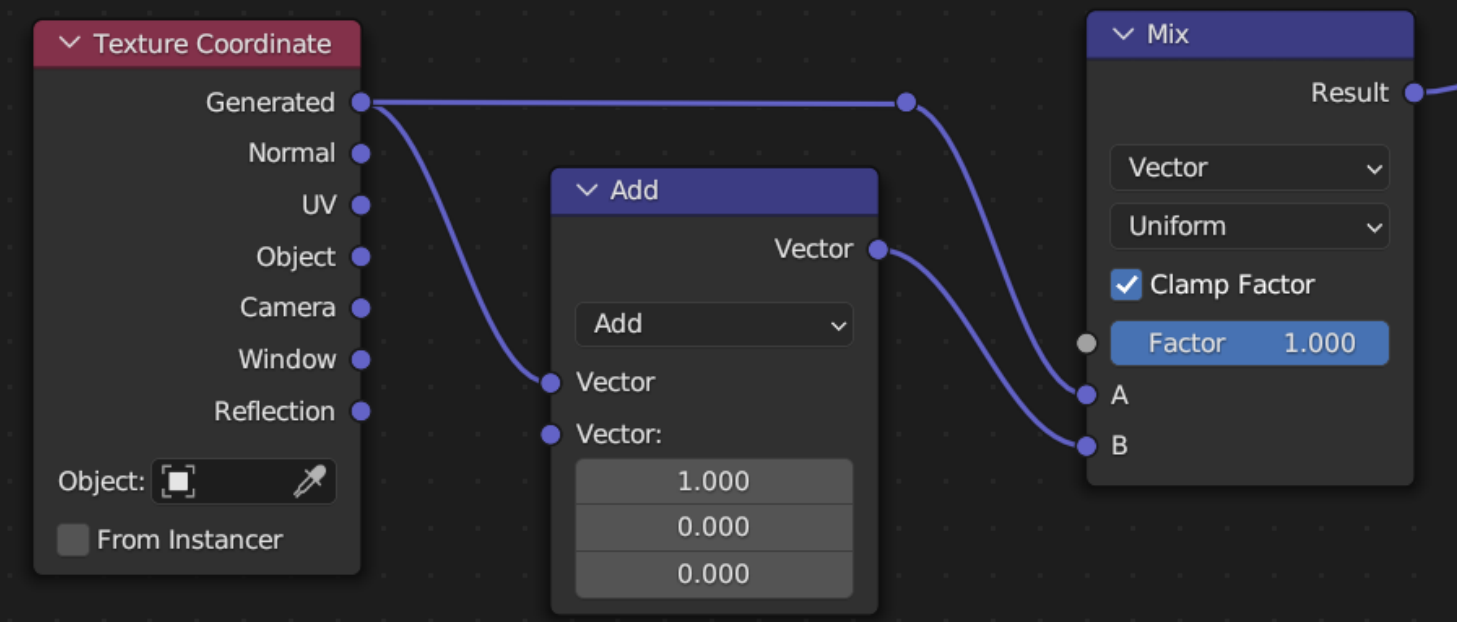 Texture Coordinate
Generated
Normal
UV
Object
Camera
Window
Reflection
Object:
From Instancer
Add
Vector
Add
Vector
Vector:
1.000
0.000
0.000
Mix
Result
Vector
Uniform
Clamp Factor
Factor 1.000
A
B